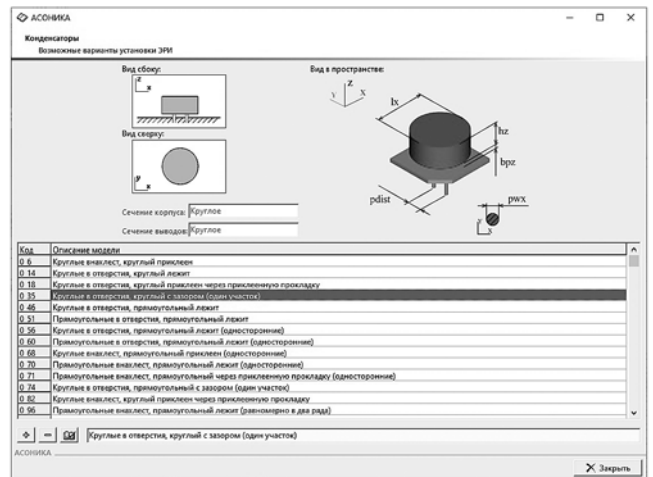 АСОНИКА
Конденсаторы
Возможные варианты установки ЭРИ
Вид сбоку:
Вид в пространстве:
z
x
z
y
x
lx
hz
bpz
Вид сверху:
y
x
pdist
pwx
z
x
Сечение корпуса: Круглое
Сечение выводов: Круглое
Код Описание модели
0 6 Круглые внахлест, круглый приклеен
0 14 Круглые в отверстия, круглый лежит
0 18 Круглые в отверстия, круглый приклеен через приклеенную прокладку
0 35 Круглые в отверстия, круглый с зазором (один участок)
0 46 Круглые в отверстия, прямоугольный лежит
0 51 Прямоугольные в отверстия, прямоугольный лежит
0 56 Круглые в отверстия, прямоугольный лежит (односторонние)
0 60 Прямоугольные в отверстия, прямоугольный лежит (односторонние)
0 68 Круглые внахлест, прямоугольный приклеен (односторонние)
0 70 Прямоугольные внахлест, прямоугольный лежит (односторонние)
0 71 Прямоугольные внахлест, прямоугольный через приклеенную прокладку (односторонние)
0 74 Круглые в отверстия, прямоугольный с зазором (один участок)
0 82 Круглые внахлест, круглый приклеен через приклеенную прокладку
0 96 Прямоугольные внахлест, прямоугольный лежит (равномерно в два ряда)
Круглые в отверстия, круглый с зазором (один участок)
АСОНИКА
Закрыть